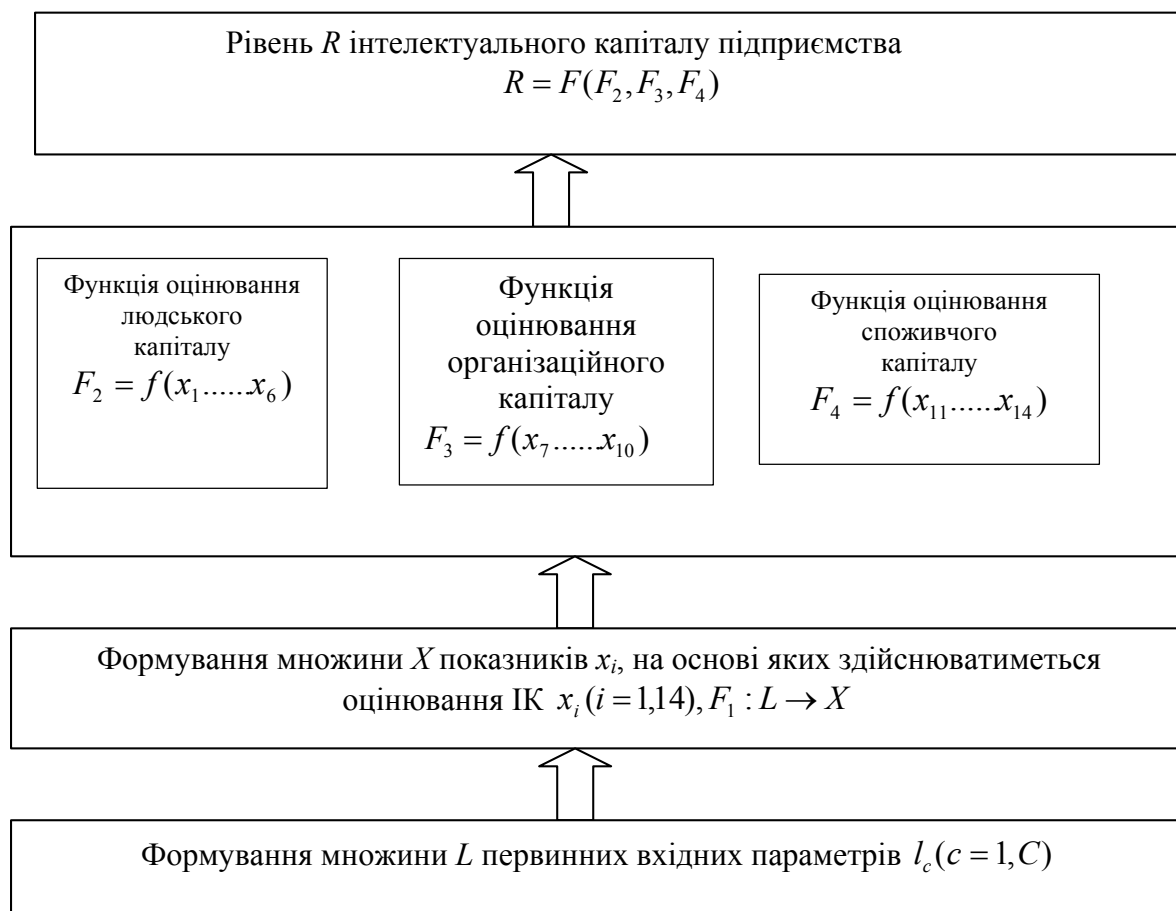 Рівень R інтелектуального капіталу підприємства
R = F(F₂, F₃, F₄)
Функція оцінювання
людського
капіталу
F₂ = f(x₁......x₆)
Функція
оцінювання
організаційного
капіталу
F₃ = f(x₇......x₁₀)
Функція оцінювання
споживчого
капіталу
F₄ = f(x₁₁......x₁₄)
Формування множини X показників xᵢ, на основі яких здійснюватиметься
оцінювання ІК xᵢ(i = 1,14), F₁ : L → X
Формування множини L первинних вхідних параметрів l_c(c = 1, C)